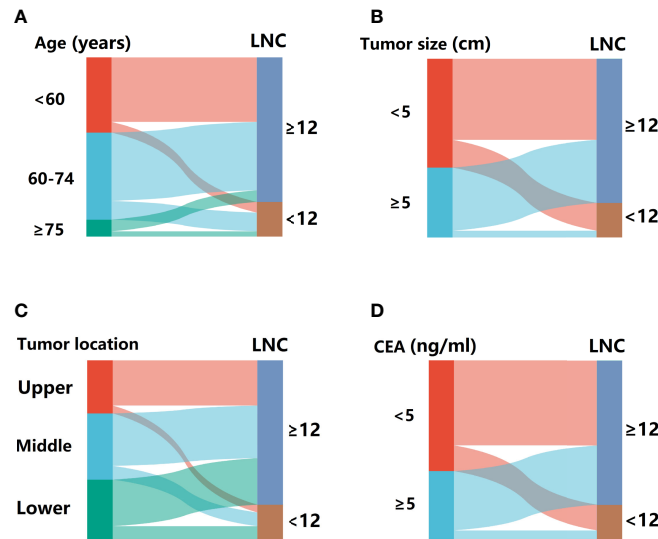 A
Age (years)
LNC
<60
60-74
≥75
≥12
<12
B
Tumor size (cm)
LNC
<5
≥5
≥12
<12
C
Tumor location
LNC
Upper
Middle
Lower
≥12
<12
D
CEA (ng/ml)
LNC
<5
≥5
≥12
<12